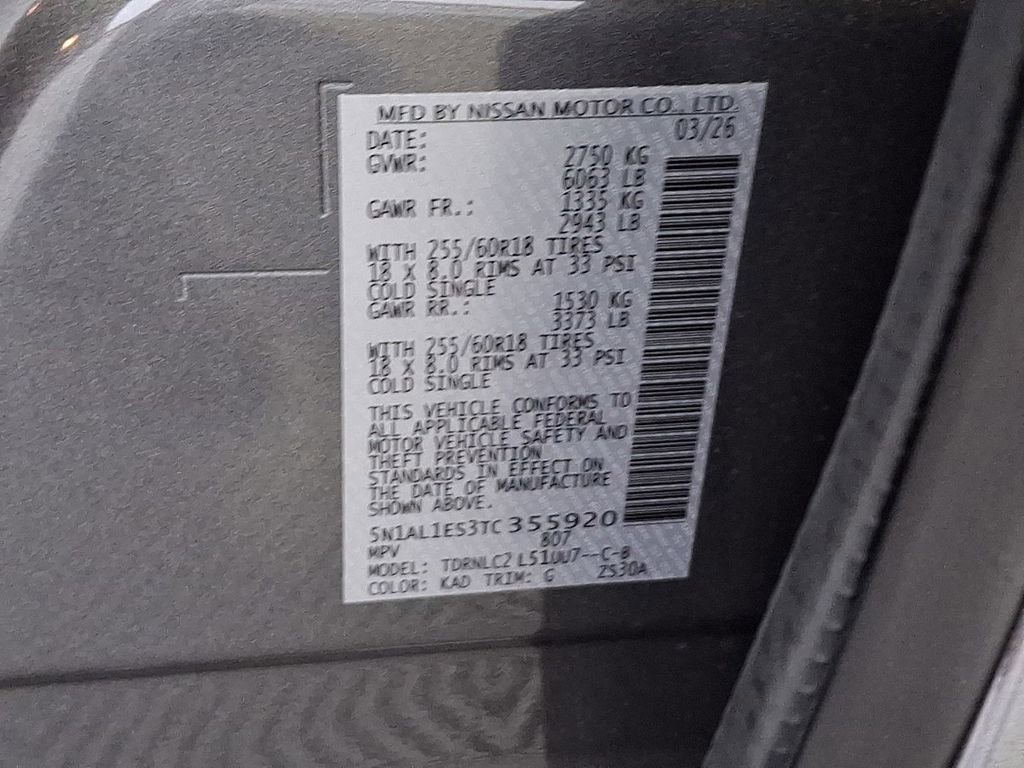 MFD BY NISSAN MOTOR CO., LTD.
DATE: 03/26
GVWR: 2750 KG
6063 LB
GAWR FR.: 1335 KG
2943 LB
WITH 255/60R18 TIRES
18 X 8.0 RIMS AT 33 PSI
COLD SINGLE
GAWR RR.: 1530 KG
3373 LB
WITH 255/60R18 TIRES
18 X 8.0 RIMS AT 33 PSI
COLD SINGLE
THIS VEHICLE CONFORMS TO
ALL APPLICABLE FEDERAL
MOTOR VEHICLE SAFETY AND
THEFT PREVENTION
STANDARDS IN EFFECT ON
THE DATE OF MANUFACTURE
SHOWN ABOVE.
5N1AL1ES3TC355920
MPV 807
MODEL: TDRNLC2 L51UU7--C-B
COLOR: KAD TRIM: G ZS30A